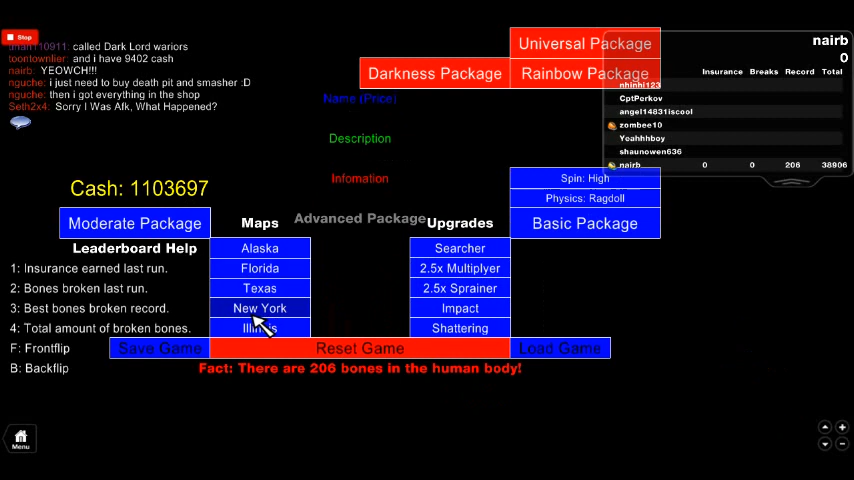 Stop
called Dark Lord wariors
toontownlier: and i have 9402 cash
nairb: YEOWCH!!!
nguche: i just need to buy death pit and smasher :D
nguche: then i got everything in the shop
Seth2x4: Sorry I Was Afk, What Happened?
Universal Package
Darkness Package
Rainbow Package
nairb
0
Insurance Breaks Record Total
nhinhi123
CptPerkov
angel14831iscool
zombee10
Yeahhhboy
shaunowen636
nairb 0 0 206 38906
Name (Price)
Description
Infomation
Cash: 1103697
Spin: High
Physics: Ragdoll
Moderate Package
Maps
Advanced Package
Upgrades
Basic Package
Leaderboard Help
Alaska
Searcher
1: Insurance earned last run.
Florida
2.5x Multiplyer
2: Bones broken last run.
Texas
2.5x Sprainer
3: Best bones broken record.
New York
Impact
4: Total amount of broken bones.
Illinois
Shattering
F: Frontflip
Save Game
Reset Game
Load Game
B: Backflip
Fact: There are 206 bones in the human body!
Menu